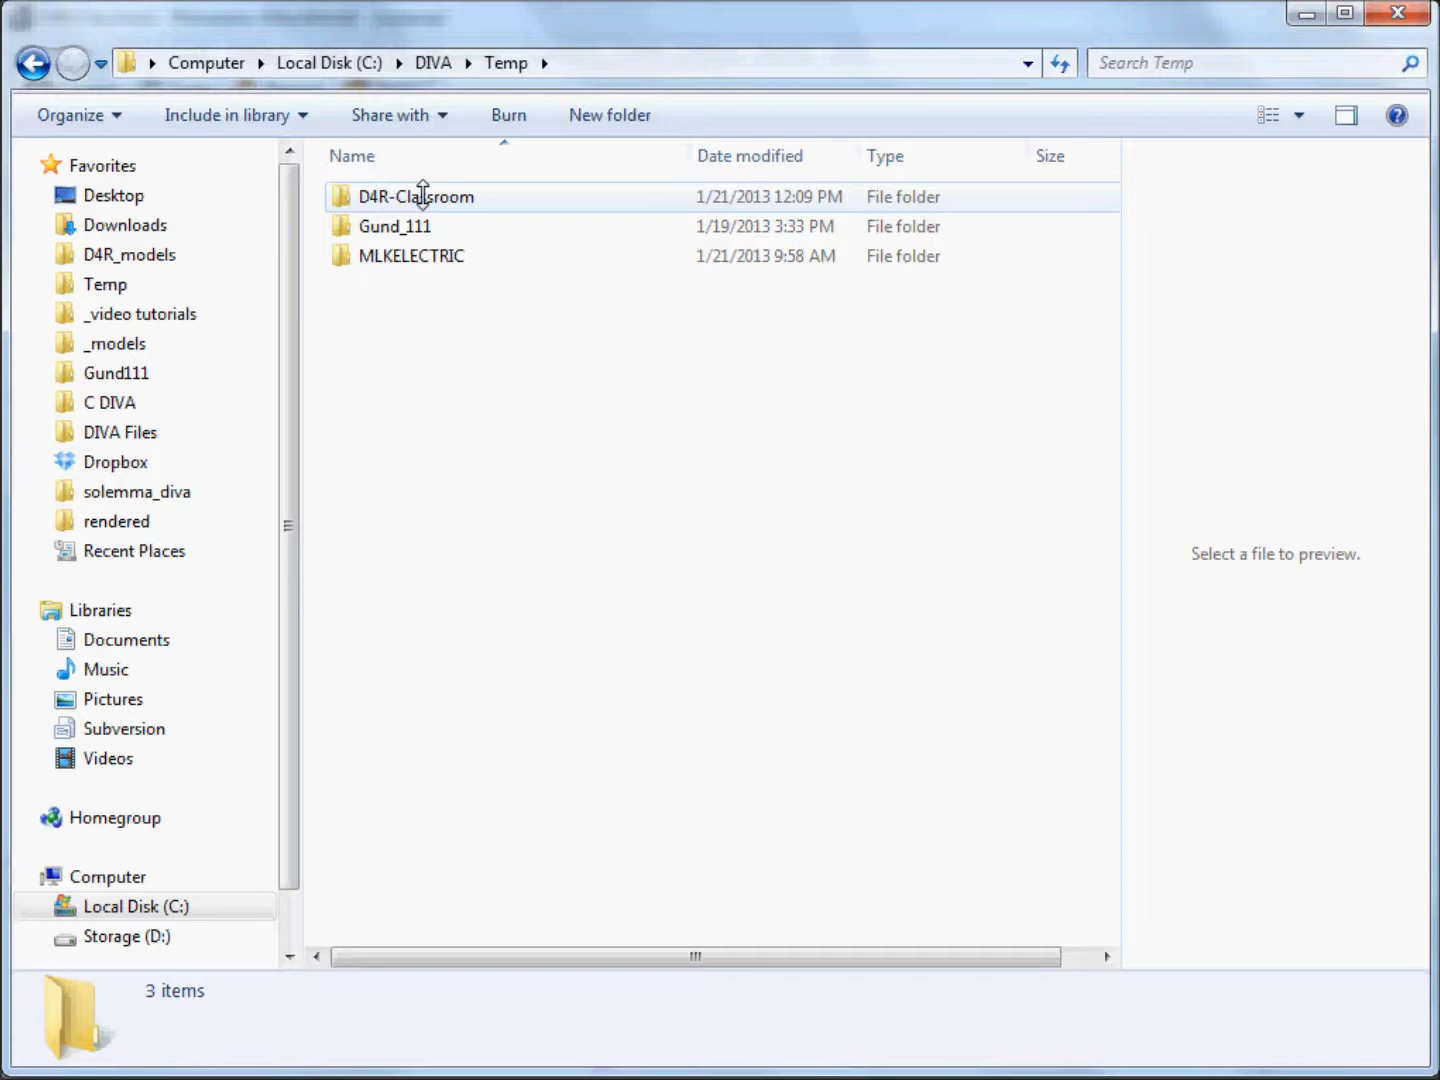 Computer Local Disk (C:) DIVA Temp
Search Temp
Organize Include in library Share with Burn New folder
Name Date modified Type Size
D4R-Classroom 1/21/2013 12:09 PM File folder
Gund_111 1/19/2013 3:33 PM File folder
MLKELECTRIC 1/21/2013 9:58 AM File folder
Favorites
Desktop
Downloads
D4R_models
Temp
_video tutorials
_models
Gund111
C DIVA
DIVA Files
Dropbox
solemma_diva
rendered
Recent Places
Libraries
Documents
Music
Pictures
Subversion
Videos
Homegroup
Computer
Local Disk (C:)
Storage (D:)
Select a file to preview.
3 items